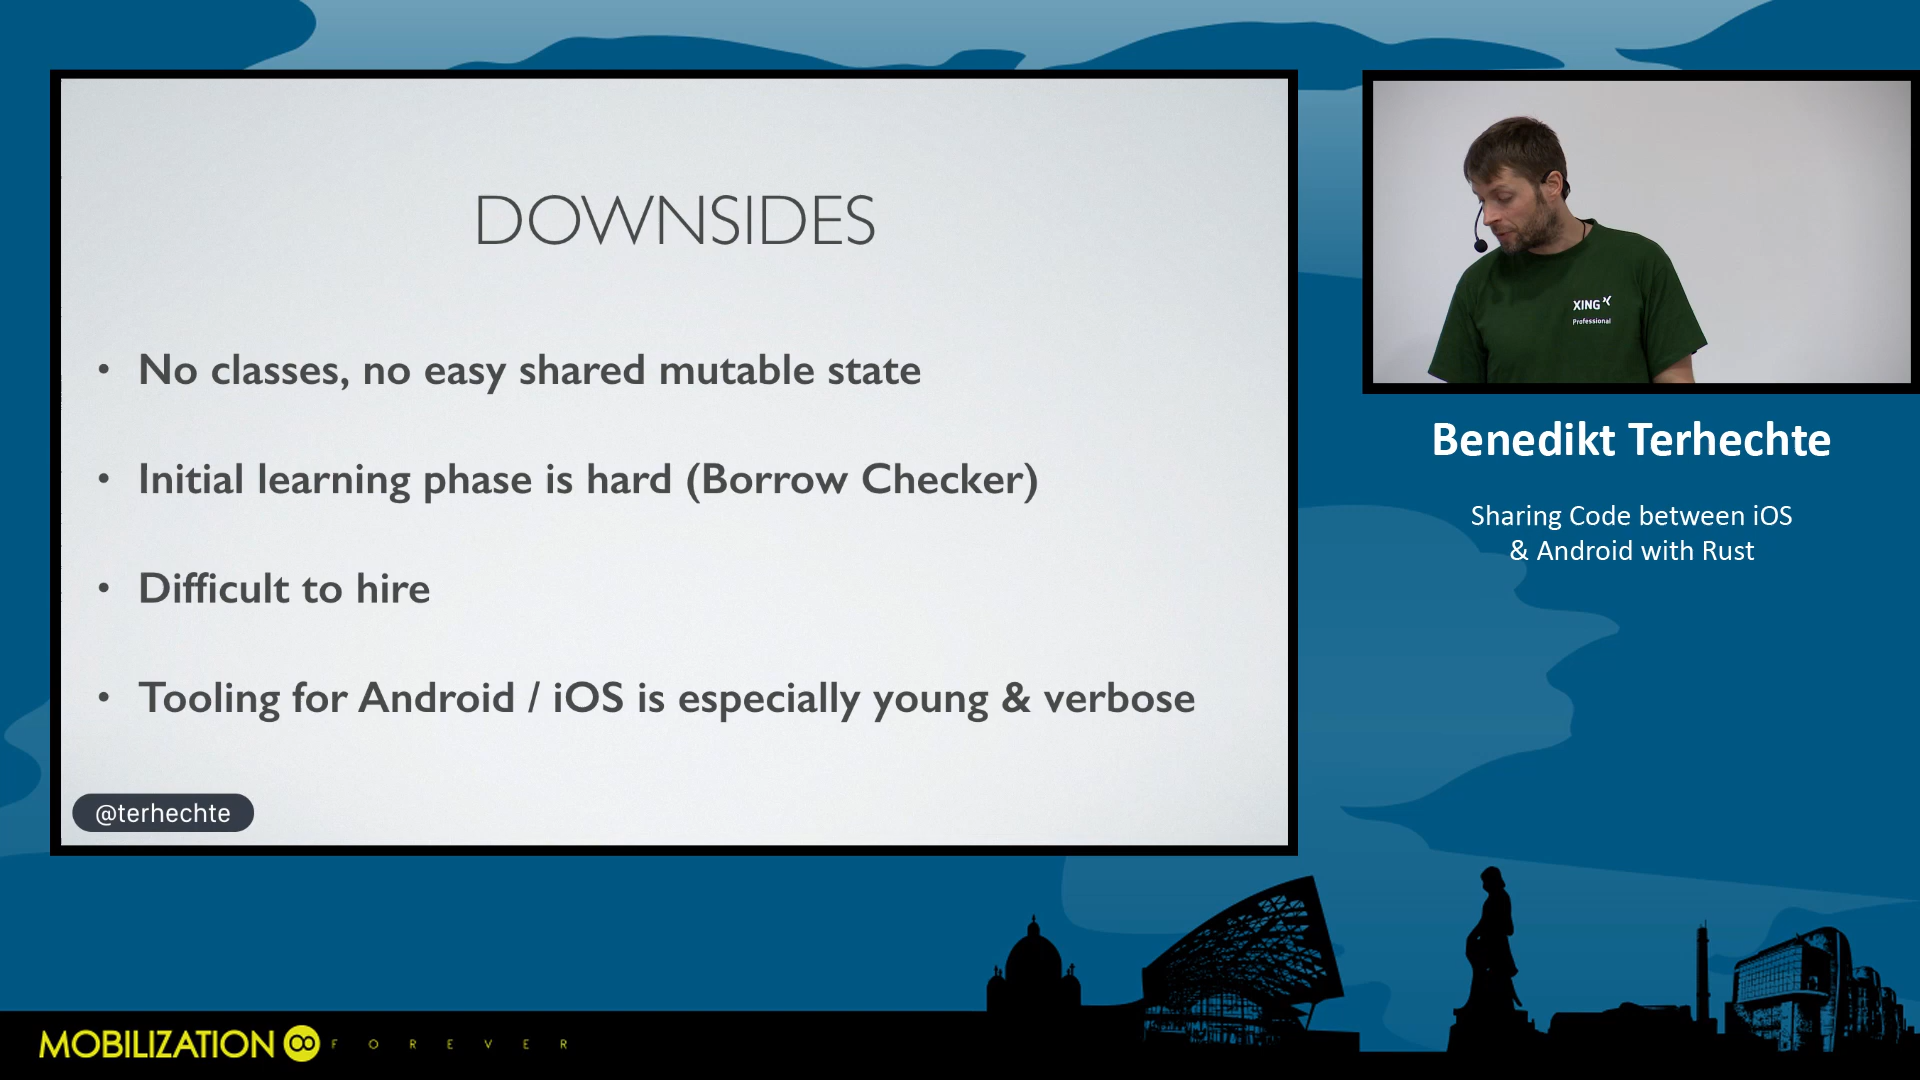 DOWNSIDES
• No classes, no easy shared mutable state
• Initial learning phase is hard (Borrow Checker)
• Difficult to hire
• Tooling for Android / iOS is especially young & verbose
@terhechte
XING
Professional
Benedikt Terhechte
Sharing Code between iOS
& Android with Rust
MOBILIZATION FOREVER